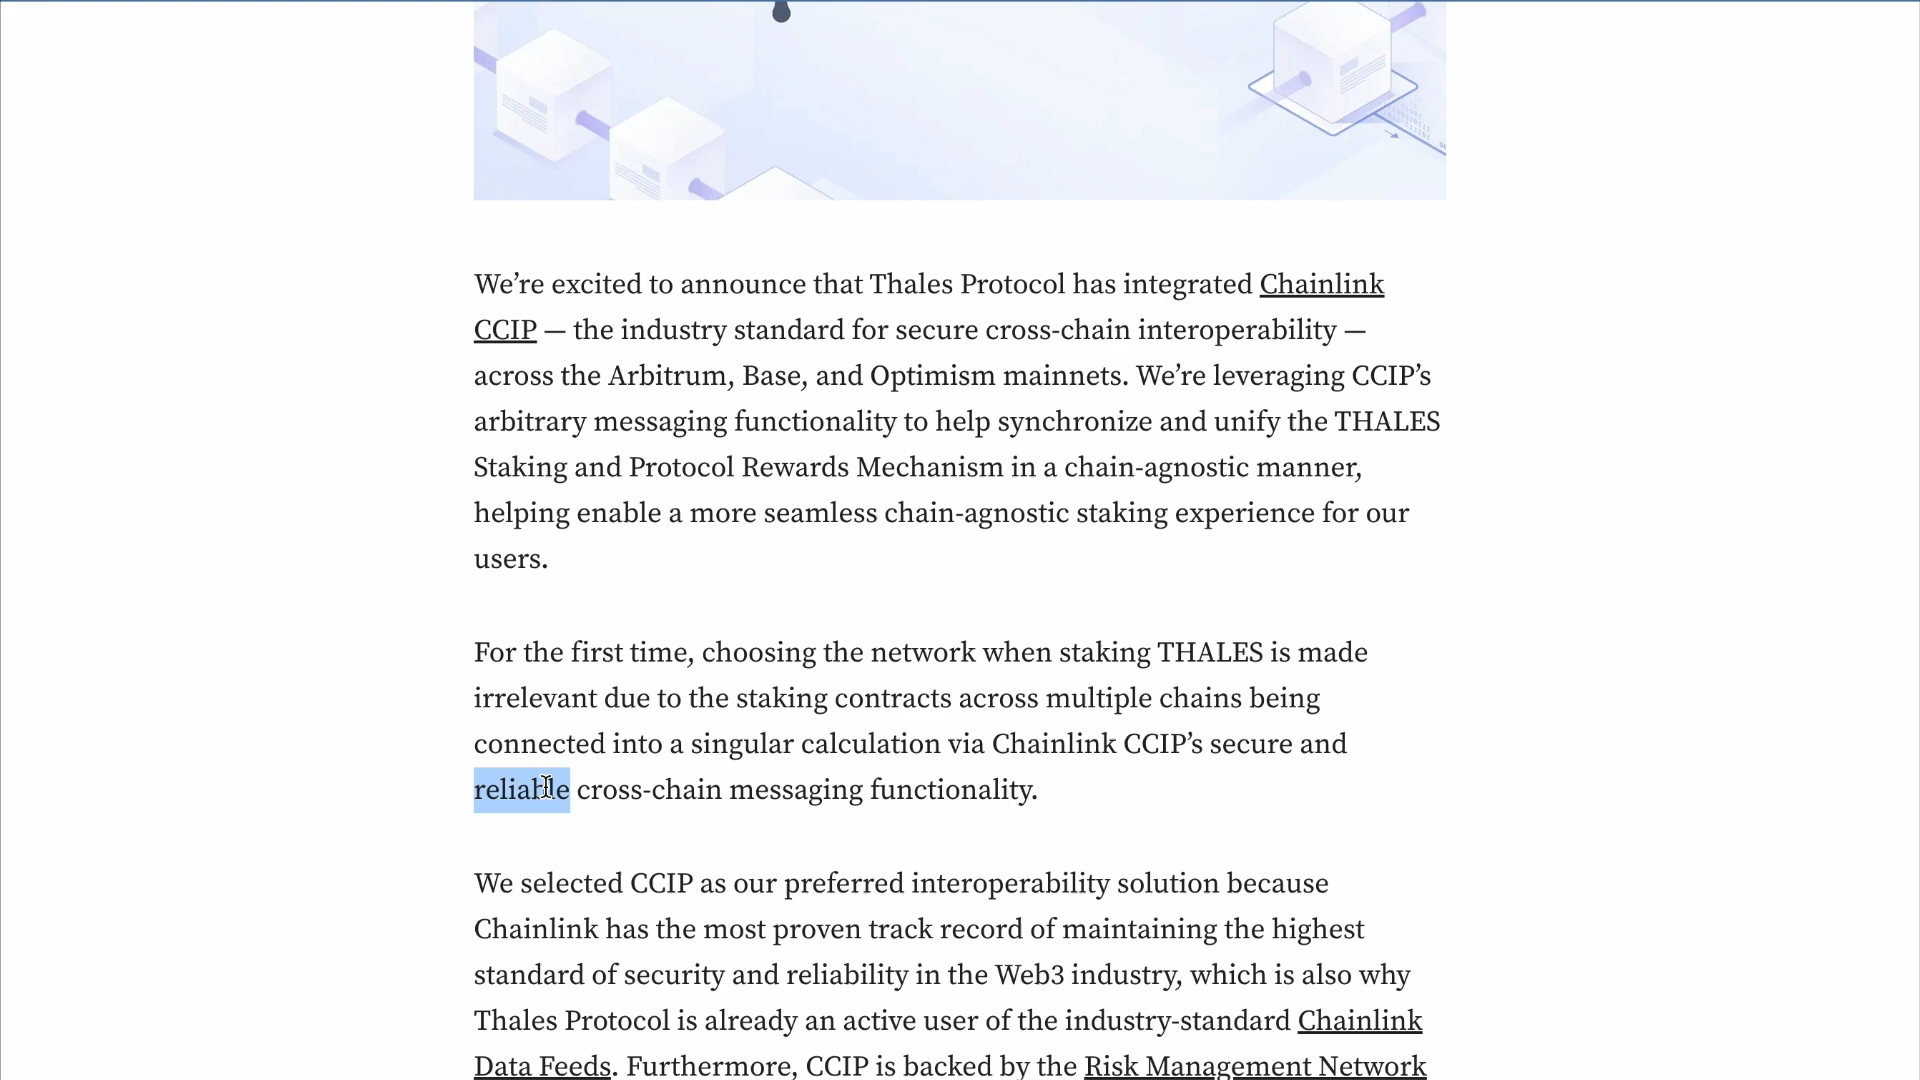 We’re excited to announce that Thales Protocol has integrated Chainlink
CCIP — the industry standard for secure cross-chain interoperability —
across the Arbitrum, Base, and Optimism mainnets. We’re leveraging CCIP’s
arbitrary messaging functionality to help synchronize and unify the THALES
Staking and Protocol Rewards Mechanism in a chain-agnostic manner,
helping enable a more seamless chain-agnostic staking experience for our
users.
For the first time, choosing the network when staking THALES is made
irrelevant due to the staking contracts across multiple chains being
connected into a singular calculation via Chainlink CCIP’s secure and
reliable cross-chain messaging functionality.
We selected CCIP as our preferred interoperability solution because
Chainlink has the most proven track record of maintaining the highest
standard of security and reliability in the Web3 industry, which is also why
Thales Protocol is already an active user of the industry-standard Chainlink
Data Feeds. Furthermore, CCIP is backed by the Risk Management Network